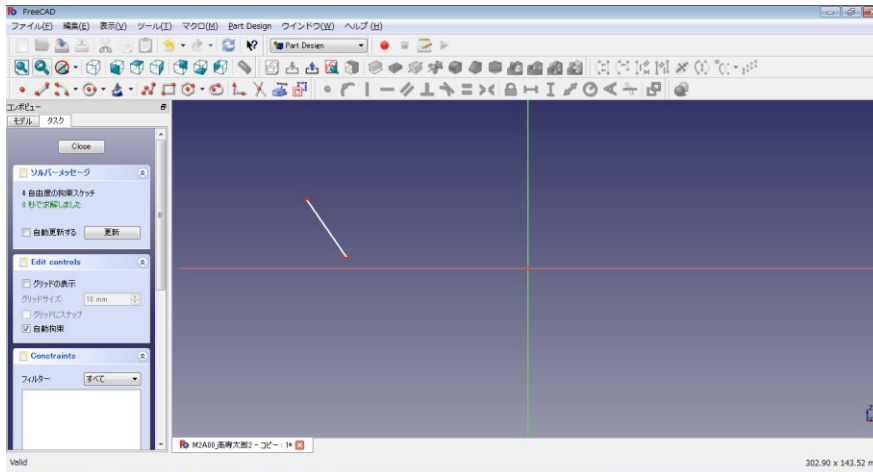 FreeCAD
ファイル(F) 編集(E) 表示(V) ツール(T) マクロ(M) Part Design ウインドウ(W) ヘルプ(H)
Part Design
コンボビュー
モデル タスク
Close
ソルバーメッセージ
4 自由度の拘束スケッチ
0 秒で求解しました
自動更新する 更新
Edit controls
グリッドの表示
グリッドサイズ: 10 mm
グリッドにスナップ
自動拘束
Constraints
フィルター: すべて
M2A00_高専太郎2 - コピー : 1*
Valid
302.90 x 143.52 m